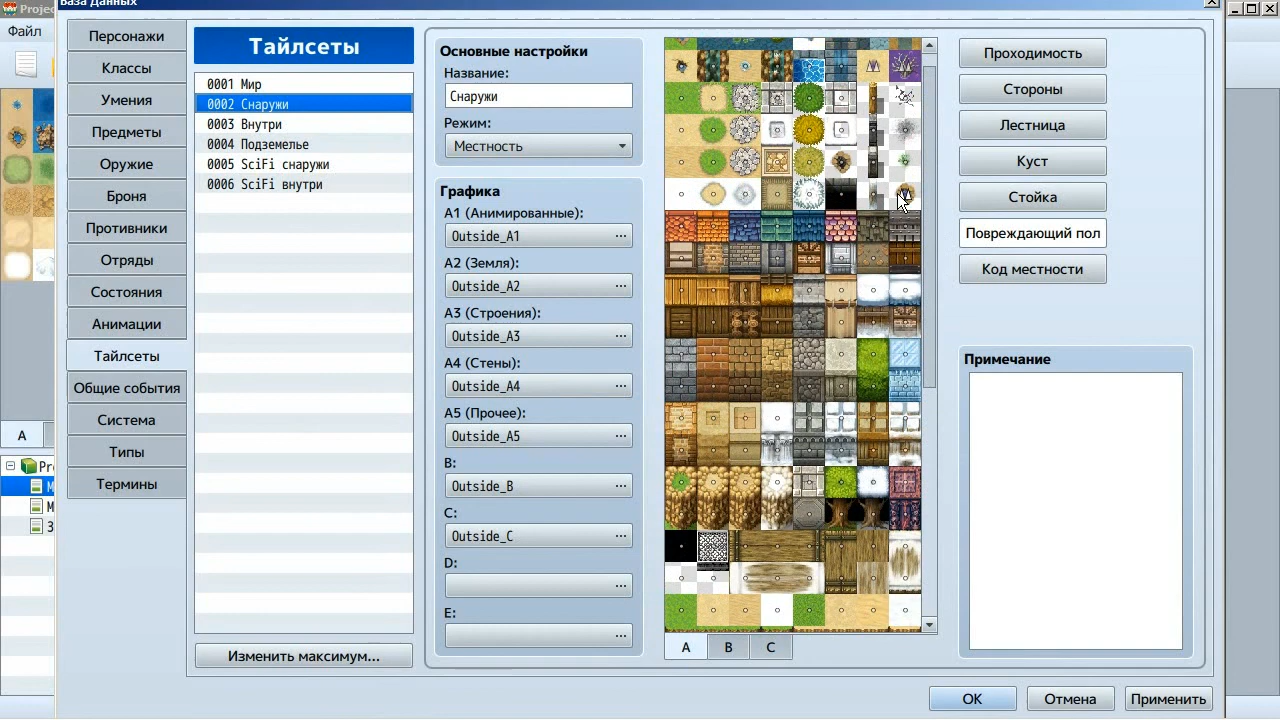 Projec
База данных
Файл
Персонажи
Классы
Умения
Предметы
Оружие
Броня
Противники
Отряды
Состояния
Анимации
Тайлсеты
Общие события
Система
Типы
Термины
Тайлсеты
0001 Мир
0002 Снаружи
0003 Внутри
0004 Подземелье
0005 SciFi снаружи
0006 SciFi внутри
Изменить максимум...
Основные настройки
Название:
Снаружи
Режим:
Местность
Графика
A1 (Анимированные):
Outside_A1 ...
A2 (Земля):
Outside_A2 ...
A3 (Строения):
Outside_A3 ...
A4 (Стены):
Outside_A4 ...
A5 (Прочее):
Outside_A5 ...
B:
Outside_B ...
C:
Outside_C ...
D:
...
E:
...
A B C
Проходимость
Стороны
Лестница
Куст
Стойка
Повреждающий пол
Код местности
Примечание
A
Pr
M
M
З
OK Отмена Применить